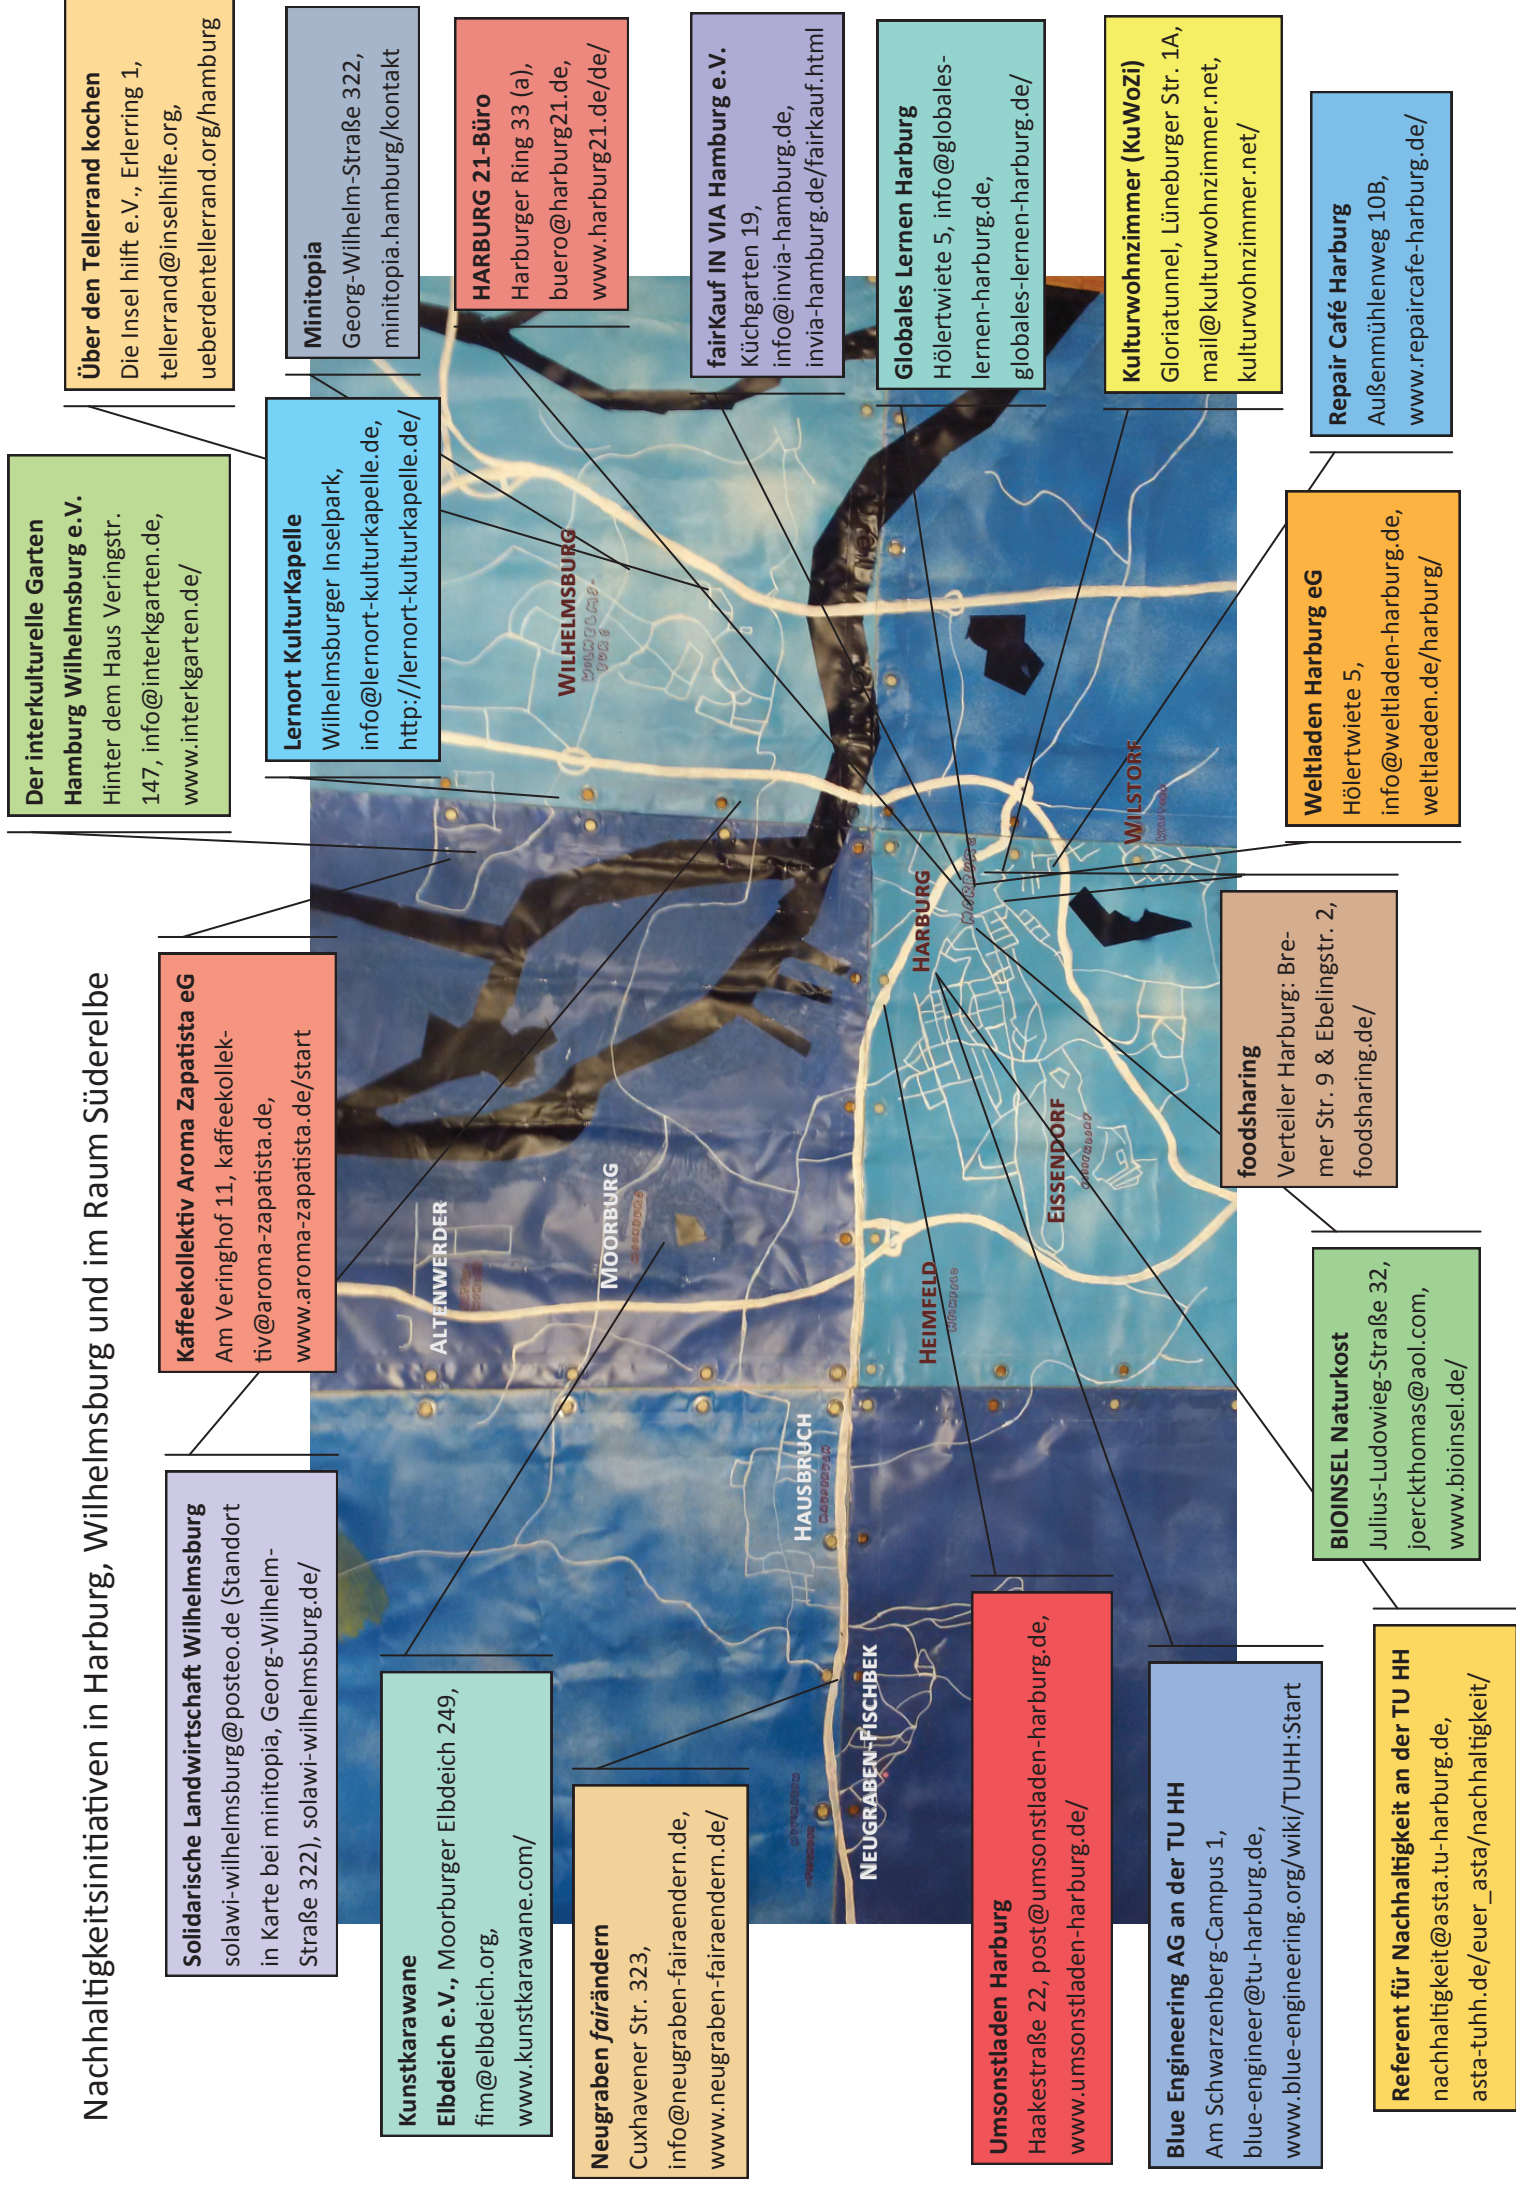 Nachhaltigkeitsinitiativen in Harburg, Wilhelmsburg und im Raum Süderelbe
Der interkulturelle Garten
Hamburg Wilhelmsburg e.V.
Hinter dem Haus Veringstr.
147, info@interkgarten.de,
www.interkgarten.de/
Über den Tellerrand kochen
Die Insel hilft e.V., Erlerring 1,
tellerrand@inselhilfe.org,
ueberdentellerrand.org/hamburg
Solidarische Landwirtschaft Wilhelmsburg
solawi-wilhelmsburg@posteo.de (Standort
in Karte bei minitopia, Georg-Wilhelm-
Straße 322), solawi-wilhelmsburg.de/
Kaffeekollektiv Aroma Zapatista eG
Am Veringhof 11, kaffeekollek-
tiv@aroma-zapatista.de,
www.aroma-zapatista.de/start
Lernort KulturKapelle
Wilhelmsburger Inselpark,
info@lernort-kulturkapelle.de,
http://lernort-kulturkapelle.de/
Minitopia
Georg-Wilhelm-Straße 322,
minitopia.hamburg/kontakt
Kunstkarawane
Elbdeich e.V., Moorburger Elbdeich 249,
fim@elbdeich.org,
www.kunstkarawane.com/
HARBURG 21-Büro
Harburger Ring 33 (a),
buero@harburg21.de,
www.harburg21.de/de/
Neugraben fairändern
Cuxhavener Str. 323,
info@neugraben-fairaendern.de,
www.neugraben-fairaendern.de/
fairKauf IN VIA Hamburg e.V.
Küchgarten 19,
info@invia-hamburg.de,
invia-hamburg.de/fairkauf.html
ALTENWERDER
MOORBURG
WILHELMSBURG
HAUSBRUCH
NEUGRABEN-FISCHBEK
HEIMFELD
HARBURG
EISSENDORF
WILSTORF
Globales Lernen Harburg
Hölertwiete 5, info@globales-
lernen-harburg.de,
globales-lernen-harburg.de/
Umsonstladen Harburg
Haakestraße 22, post@umsonstladen-harburg.de,
www.umsonstladen-harburg.de/
Kulturwohnzimmer (KuWoZi)
Gloriatunnel, Lüneburger Str. 1A,
mail@kulturwohnzimmer.net,
kulturwohnzimmer.net/
Blue Engineering AG an der TU HH
Am Schwarzenberg-Campus 1,
blue-engineer@tu-harburg.de,
www.blue-engineering.org/wiki/TUHH:Start
foodsharing
Verteiler Harburg: Bre-
mer Str. 9 & Ebelingstr. 2,
foodsharing.de/
Weltladen Harburg eG
Hölertwiete 5,
info@weltladen-harburg.de,
weltlaeden.de/harburg/
Repair Café Harburg
Außenmühlenweg 10B,
www.repaircafe-harburg.de/
BIOINSEL Naturkost
Julius-Ludowieg-Straße 32,
joerckthomas@aol.com,
www.bioinsel.de/
Referent für Nachhaltigkeit an der TU HH
nachhaltigkeit@asta.tu-harburg.de,
asta-tuhh.de/euer_asta/nachhaltigkeit/